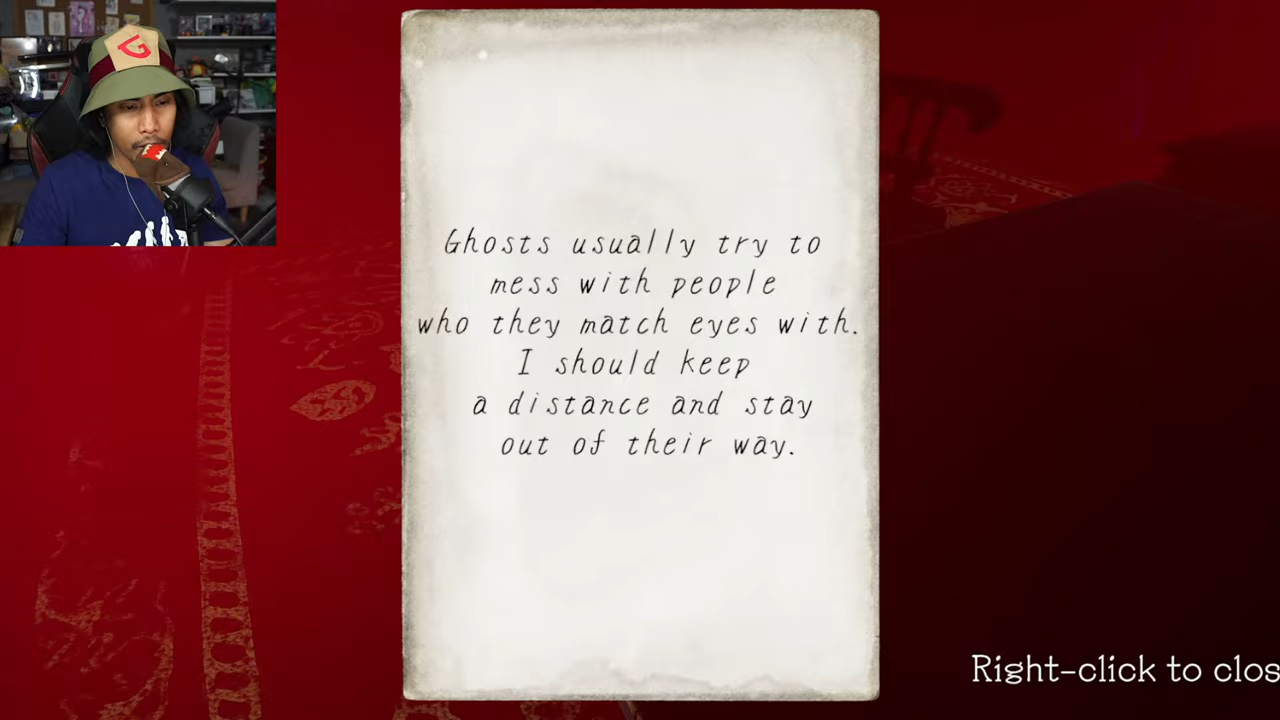 Ghosts usually try to
mess with people
who they match eyes with.
I should keep
a distance and stay
out of their way.
Right-click to clos